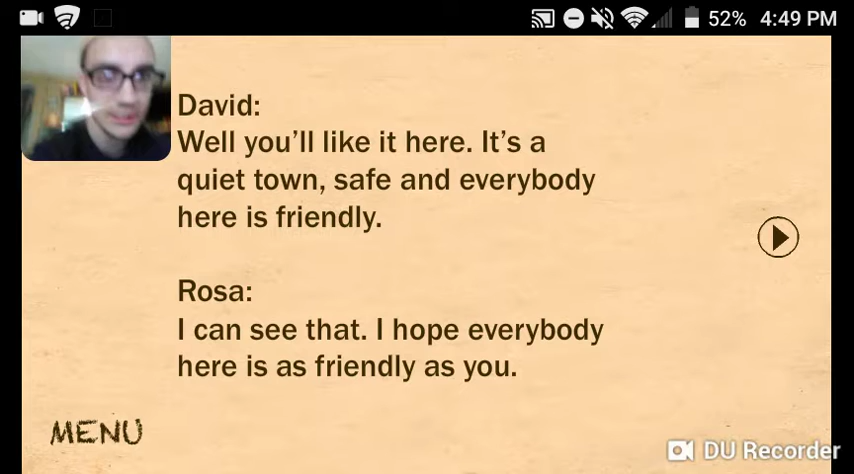 52% 4:49 PM
David:
Well you’ll like it here. It’s a
quiet town, safe and everybody
here is friendly.
Rosa:
I can see that. I hope everybody
here is as friendly as you.
MENU
DU Recorder